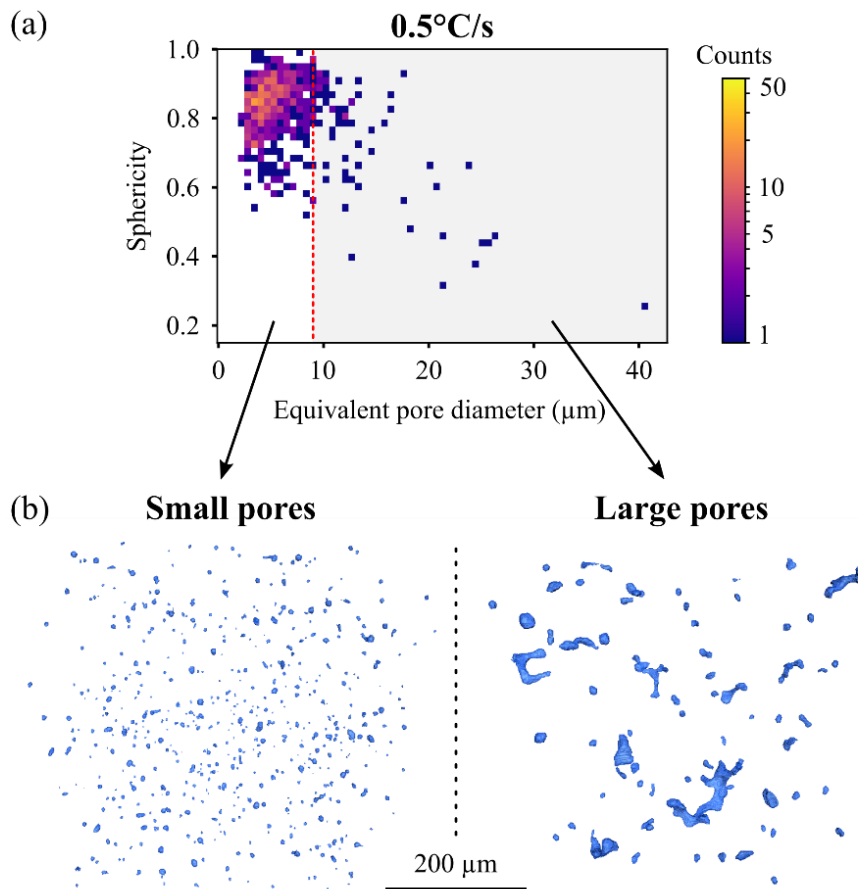 (a)
0.5°C/s
Counts
1.0
0.8
0.6
0.4
0.2
Sphericity
50
10
5
1
0
10
20
30
40
Equivalent pore diameter (µm)
(b)
Small pores
Large pores
200 µm